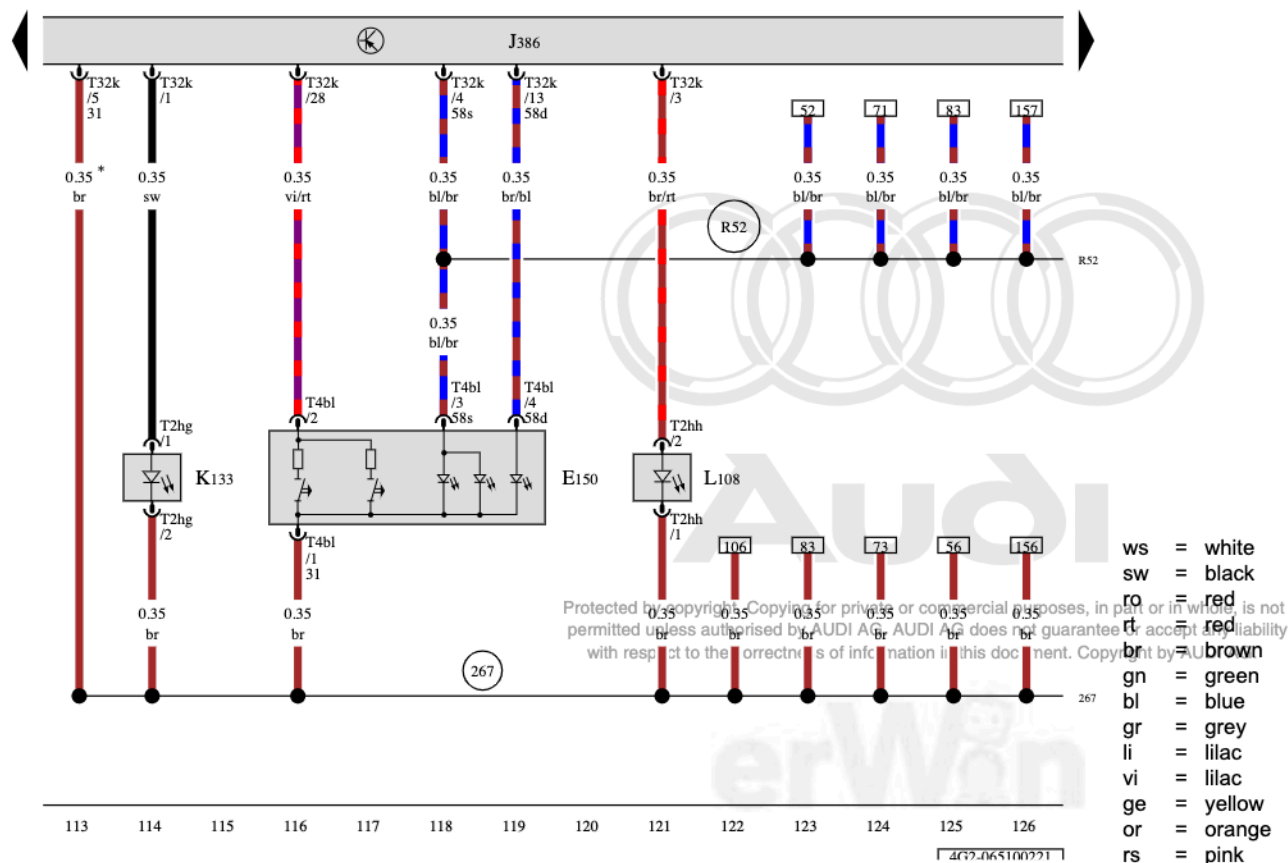 J386
T32k
/5
31
T32k
/1
T32k
/28
T32k
/4
58s
T32k
/13
58d
T32k
/3
52
71
83
157
0.35 *
br
0.35
sw
0.35
vi/rt
0.35
bl/br
0.35
br/bl
0.35
br/rt
0.35
bl/br
0.35
bl/br
0.35
bl/br
0.35
bl/br
R52
R52
0.35
bl/br
T2hg
/1
T4bl
/2
T4bl
/3
58s
T4bl
/4
58d
T2hh
/2
K133
E150
L108
T2hg
/2
T4bl
/1
31
T2hh
/1
Audi
106
83
73
56
156
0.35
br
0.35
br
0.35
br
0.35
br
0.35
br
0.35
br
0.35
br
Protected by copyright. Copying for private or commercial purposes, in part or in whole, is not
permitted unless authorised by AUDI AG. AUDI AG does not guarantee or accept any liability
with respect to the correctness of information in this document. Copyright by AUDI AG.
267
267
erWin
ws = white
sw = black
ro = red
rt = red
br = brown
gn = green
bl = blue
gr = grey
li = lilac
vi = lilac
ge = yellow
or = orange
rs = pink
113 114 115 116 117 118 119 120 121 122 123 124 125 126
4G2-065100221